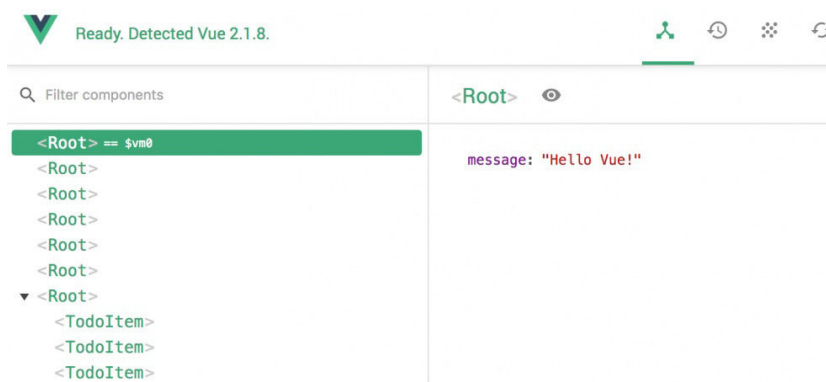 Ready. Detected Vue 2.1.8.
Filter components
<Root>
<Root> == $vm0
message: "Hello Vue!"
<Root>
<Root>
<Root>
<Root>
<Root>
<Root>
<TodoItem>
<TodoItem>
<TodoItem>